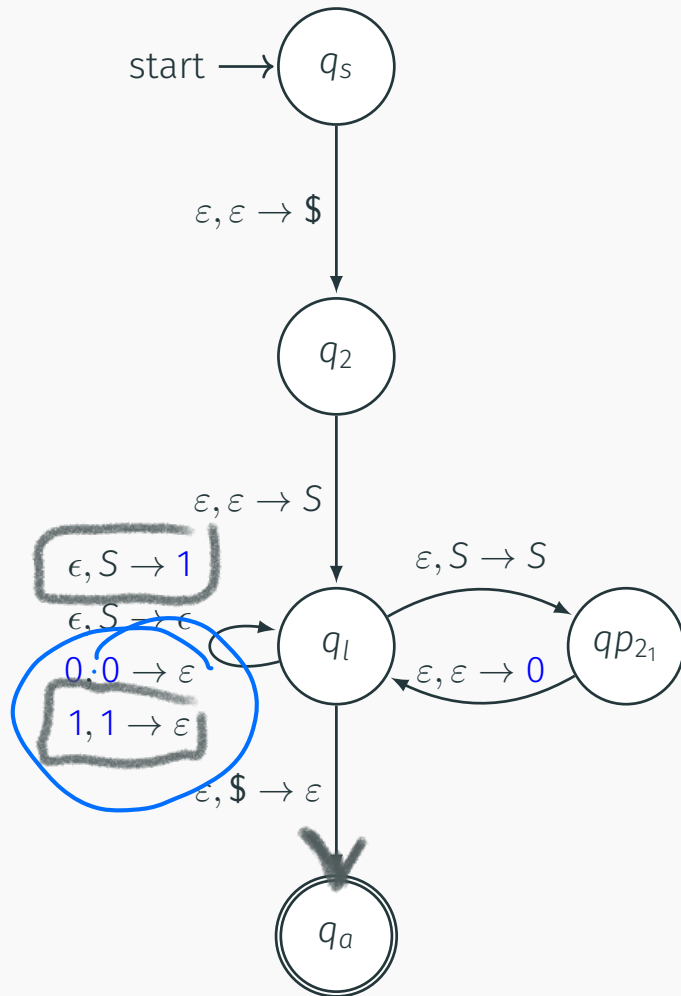 start → qₛ
ε, ε → $
q₂
ε, ε → S
ϵ, S → 1
ε, S → S
ϵ, S → ϵ
qₗ
qp₂₁
0, 0 → ε
ε, ε → 0
1, 1 → ε
ε, $ → ε
qₐ